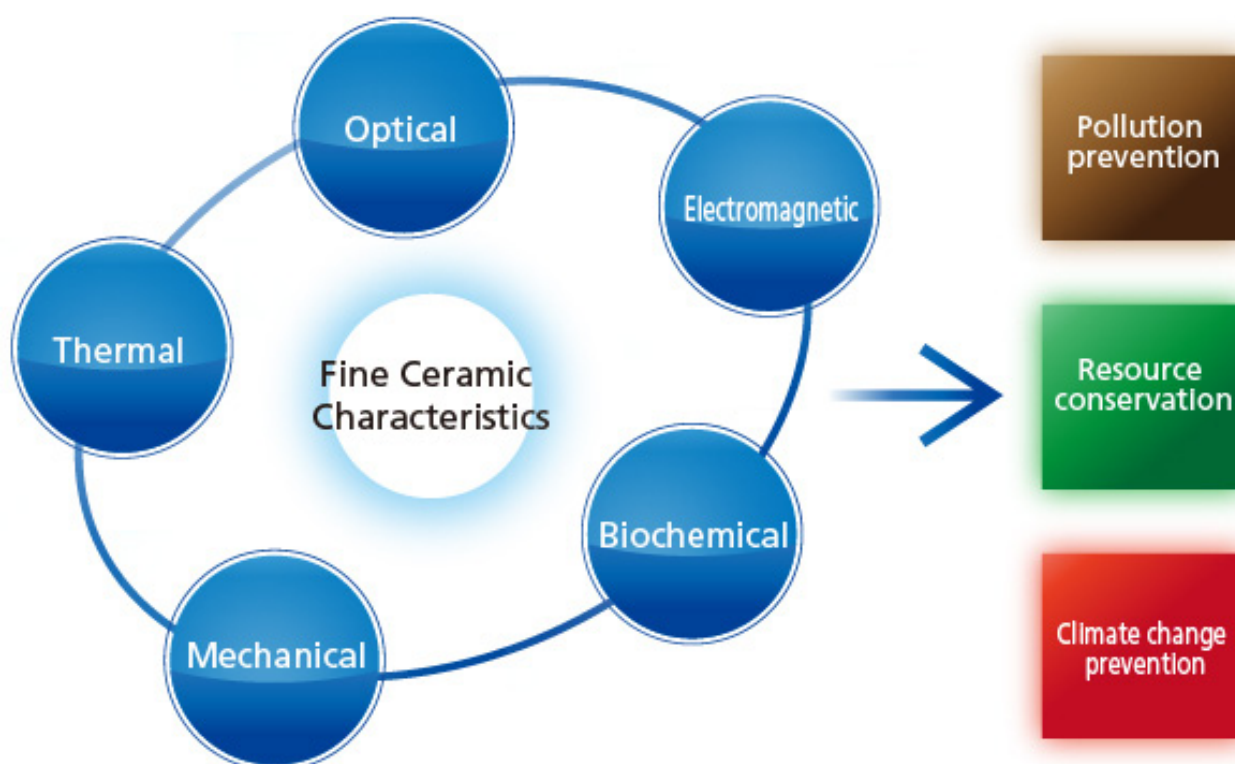 Optical
Electromagnetic
Thermal
Fine Ceramic
Characteristics
Biochemical
Mechanical
Pollution
prevention
Resource
conservation
Climate change
prevention